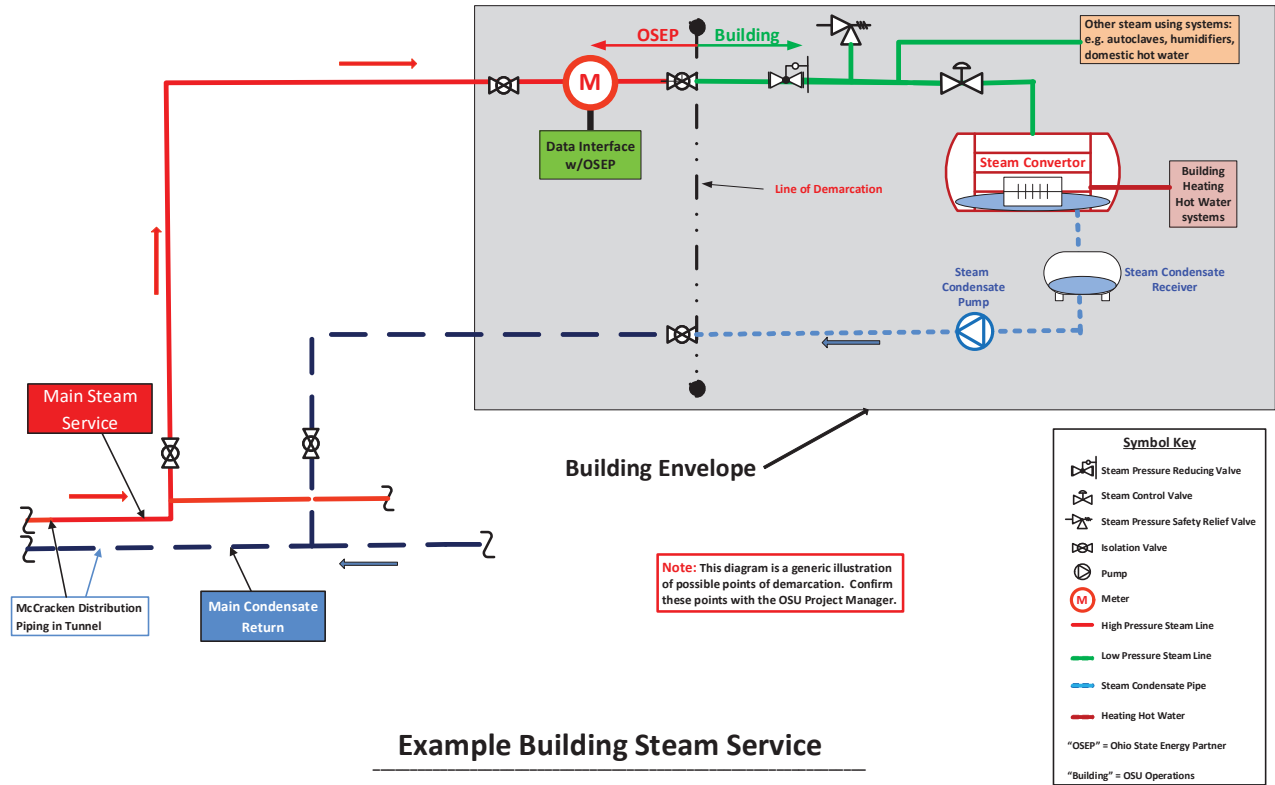 OSEP
Building
Other steam using systems:
e.g. autoclaves, humidifiers,
domestic hot water
M
Data Interface
w/OSEP
Line of Demarcation
Steam Convertor
Building
Heating
Hot Water
systems
Steam
Condensate
Pump
Steam Condensate
Receiver
Main Steam
Service
Building Envelope
McCracken Distribution
Piping in Tunnel
Main Condensate
Return
Note: This diagram is a generic illustration
of possible points of demarcation. Confirm
these points with the OSU Project Manager.
Symbol Key
Steam Pressure Reducing Valve
Steam Control Valve
Steam Pressure Safety Relief Valve
Isolation Valve
Pump
M
Meter
High Pressure Steam Line
Low Pressure Steam Line
Steam Condensate Pipe
Heating Hot Water
“OSEP” = Ohio State Energy Partner
“Building” = OSU Operations
Example Building Steam Service